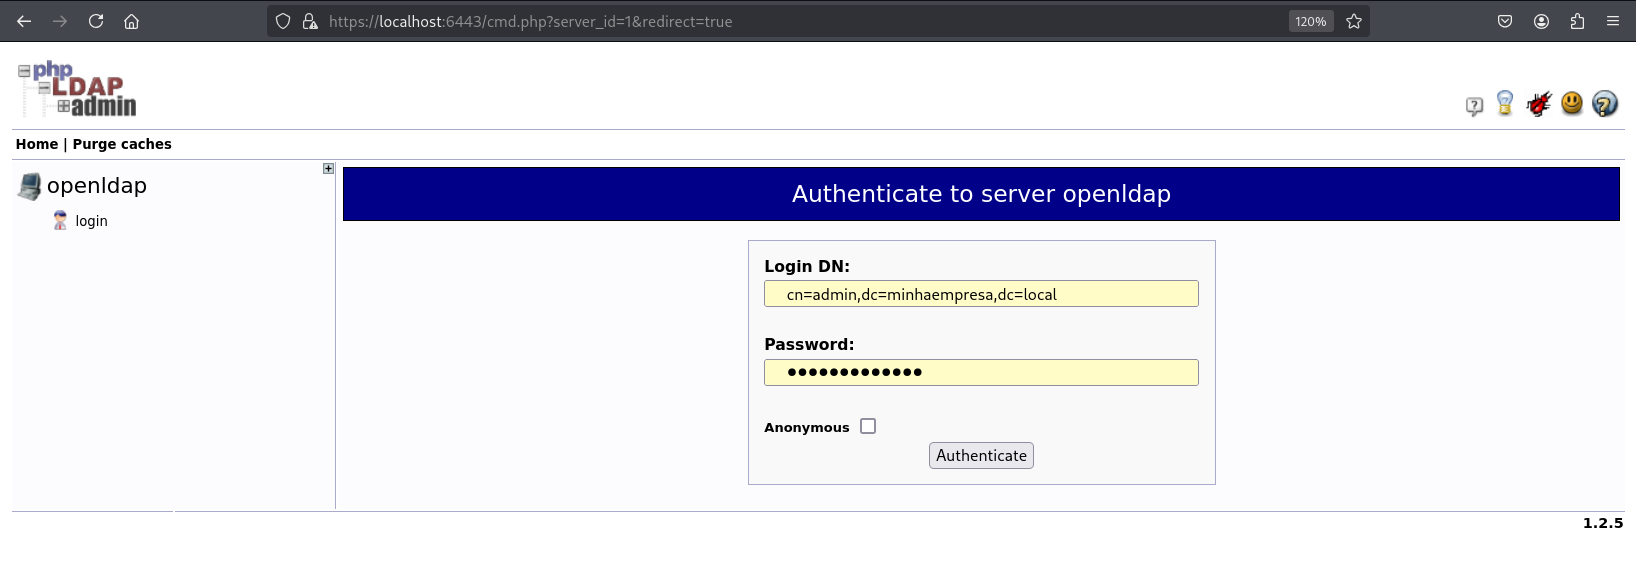 https://localhost:6443/cmd.php?server_id=1&redirect=true
120%
php
LDAP
admin
Home | Purge caches
openldap
login
Authenticate to server openldap
Login DN:
cn=admin,dc=minhaempresa,dc=local
Password:
●●●●●●●●●●●●●
Anonymous
Authenticate
1.2.5